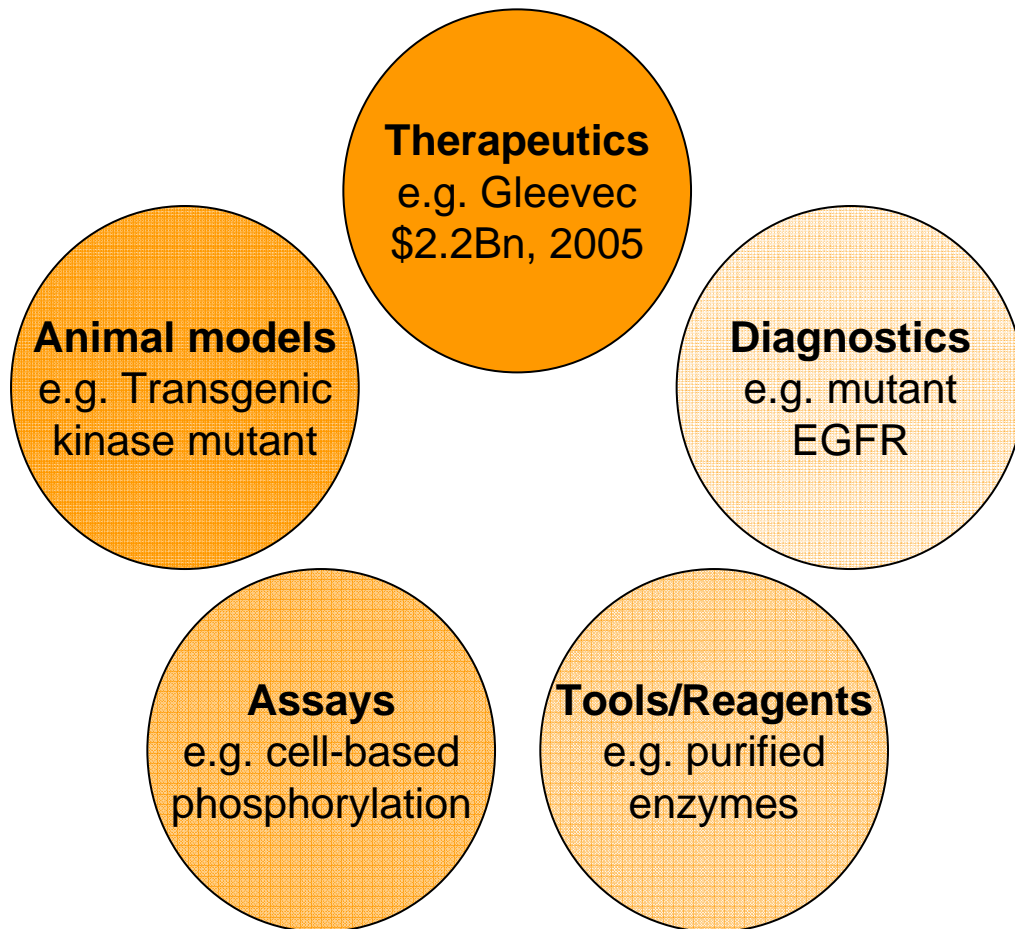 Therapeutics
e.g. Gleevec
$2.2Bn, 2005
Animal models
e.g. Transgenic
kinase mutant
Diagnostics
e.g. mutant
EGFR
Assays
e.g. cell-based
phosphorylation
Tools/Reagents
e.g. purified
enzymes